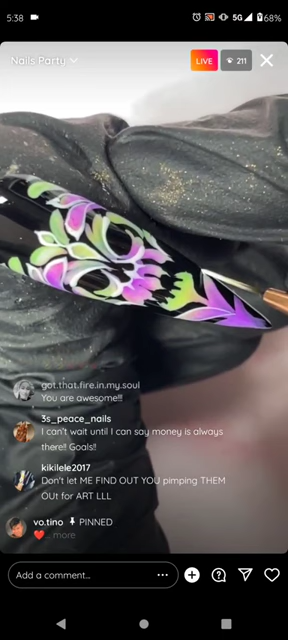 5:38
5G
68%
Nails Party
LIVE
211
got.that.fire.in.my.soul
You are awesome!!!
3s_peace_nails
I can't wait until I can say money is always
there!! Goals!!
kikilele2017
Don't let ME FIND OUT YOU pimping THEM
OUt for ART LLL
vo.tino PINNED
❤️... more
Add a comment...